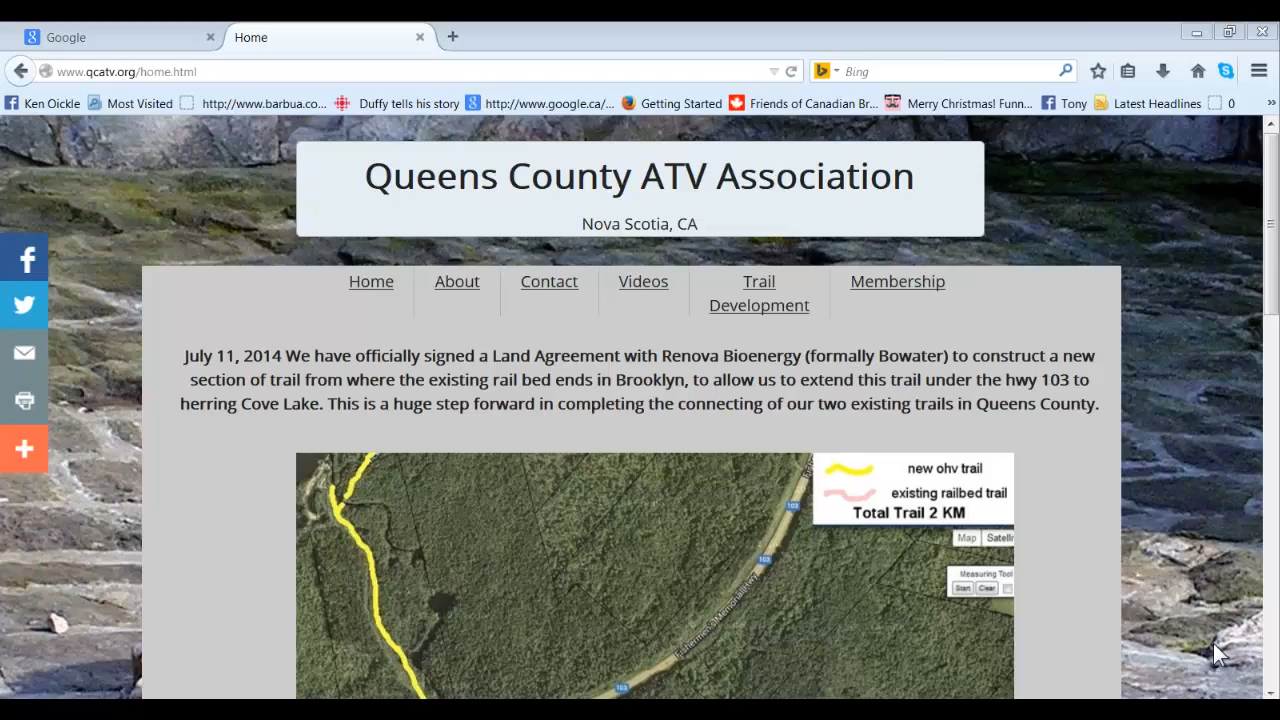 Google
Home
www.qcatv.org/home.html
Bing
Ken Oickle
Most Visited
http://www.barbua.co...
Duffy tells his story
http://www.google.ca/...
Getting Started
Friends of Canadian Br...
Merry Christmas! Funn...
Tony
Latest Headlines
0
Queens County ATV Association
Nova Scotia, CA
Home
About
Contact
Videos
Trail
Development
Membership
July 11, 2014 We have officially signed a Land Agreement with Renova Bioenergy (formally Bowater) to construct a new
section of trail from where the existing rail bed ends in Brooklyn, to allow us to extend this trail under the hwy 103 to
herring Cove Lake. This is a huge step forward in completing the connecting of our two existing trails in Queens County.
new ohv trail
existing railbed trail
Total Trail 2 KM
Map
Satelli
Measuring Tool
Start
Clear
103
103
Fishermen's Memorial Hwy
103